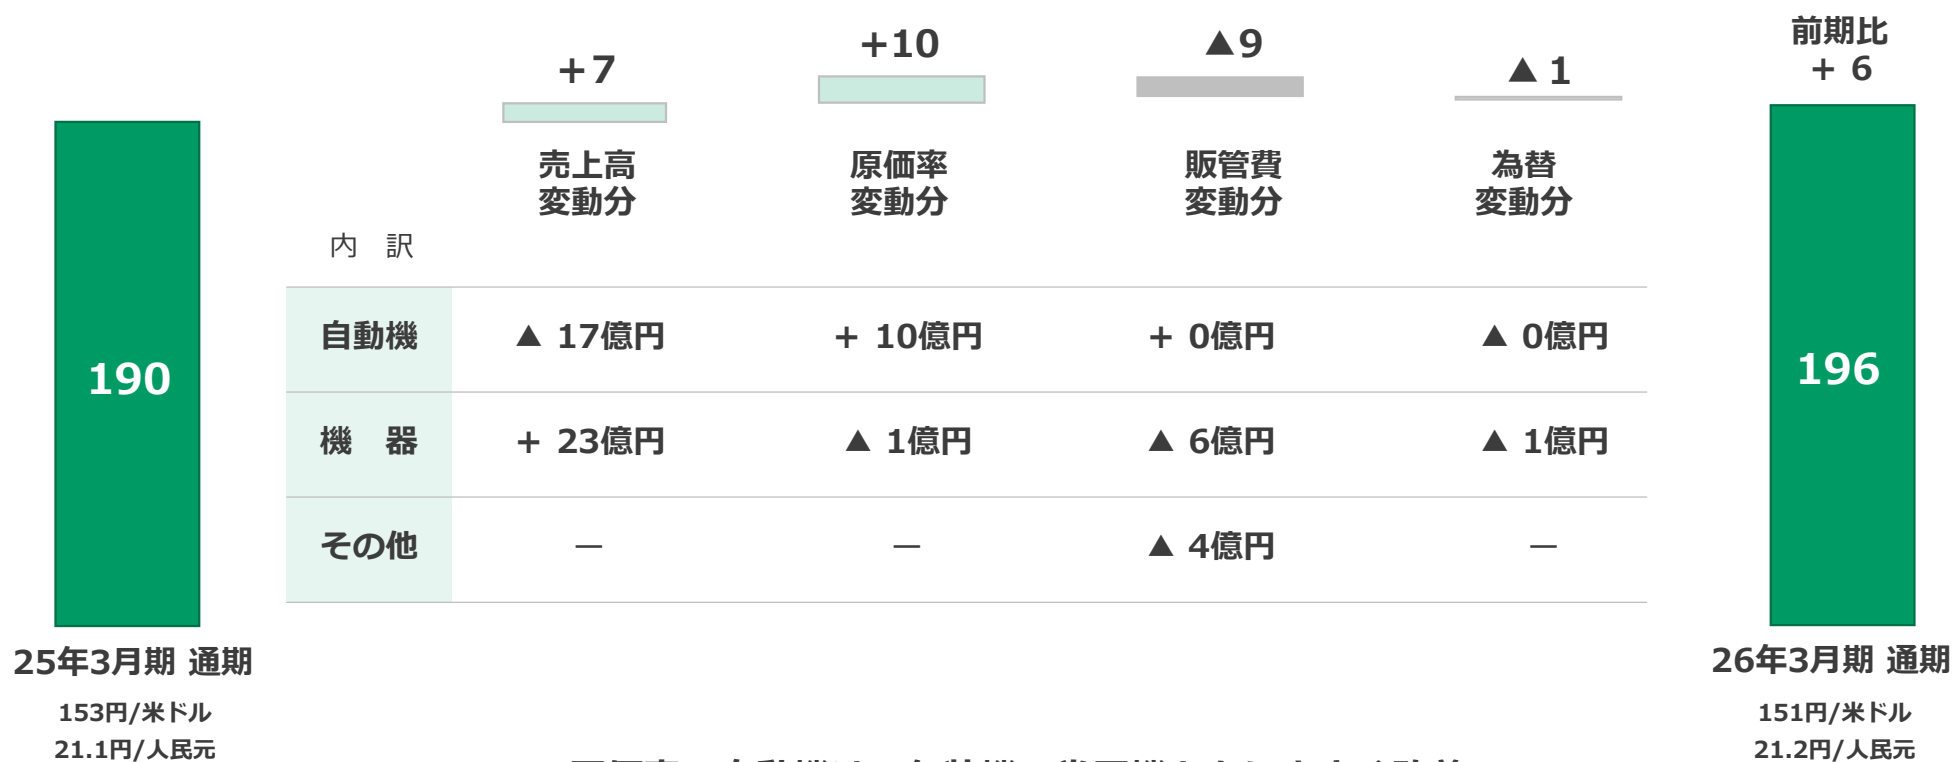 +7
+10
▲9
▲ 1
前期比
+ 6
売上高
変動分
原価率
変動分
販管費
変動分
為替
変動分
内 訳
自動機 ▲ 17億円 + 10億円 + 0億円 ▲ 0億円
機 器 + 23億円 ▲ 1億円 ▲ 6億円 ▲ 1億円
その他 － － ▲ 4億円 －
190
196
25年3月期 通期
153円/米ドル
21.1円/人民元
26年3月期 通期
151円/米ドル
21.2円/人民元